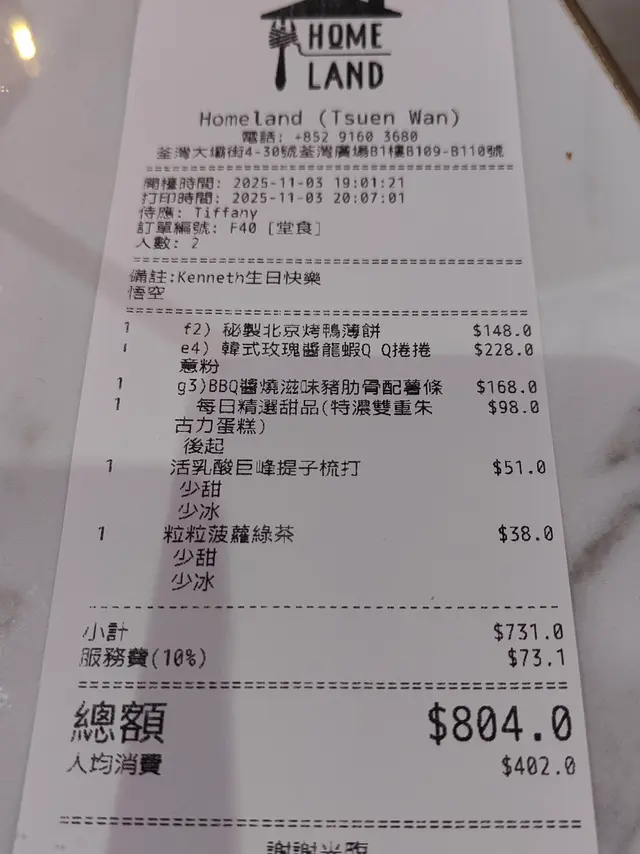 HOME
LAND
Homeland (Tsuen Wan)
電話: +852 9160 3680
荃灣大壩街4-30號荃灣廣場B1樓B109-B110號
開檯時間: 2025-11-03 19:01:21
打印時間: 2025-11-03 20:07:01
侍應: Tiffany
訂單編號: F40 [堂食]
人數: 2
備註:Kenneth生日快樂
悟空
1 f2) 秘製北京烤鴨薄餅 $148.0
1 e4) 韓式玫瑰醬龍蝦Q Q捲捲 $228.0
意粉
1 g3)BBQ醬燒滋味豬肋骨配薯條 $168.0
1 每日精選甜品(特濃雙重朱 $98.0
古力蛋糕)
後起
1 活乳酸巨峰提子梳打 $51.0
少甜
少冰
1 粒粒菠蘿綠茶 $38.0
少甜
少冰
小計 $731.0
服務費(10%) $73.1
總額 $804.0
人均消費 $402.0
謝謝光臨